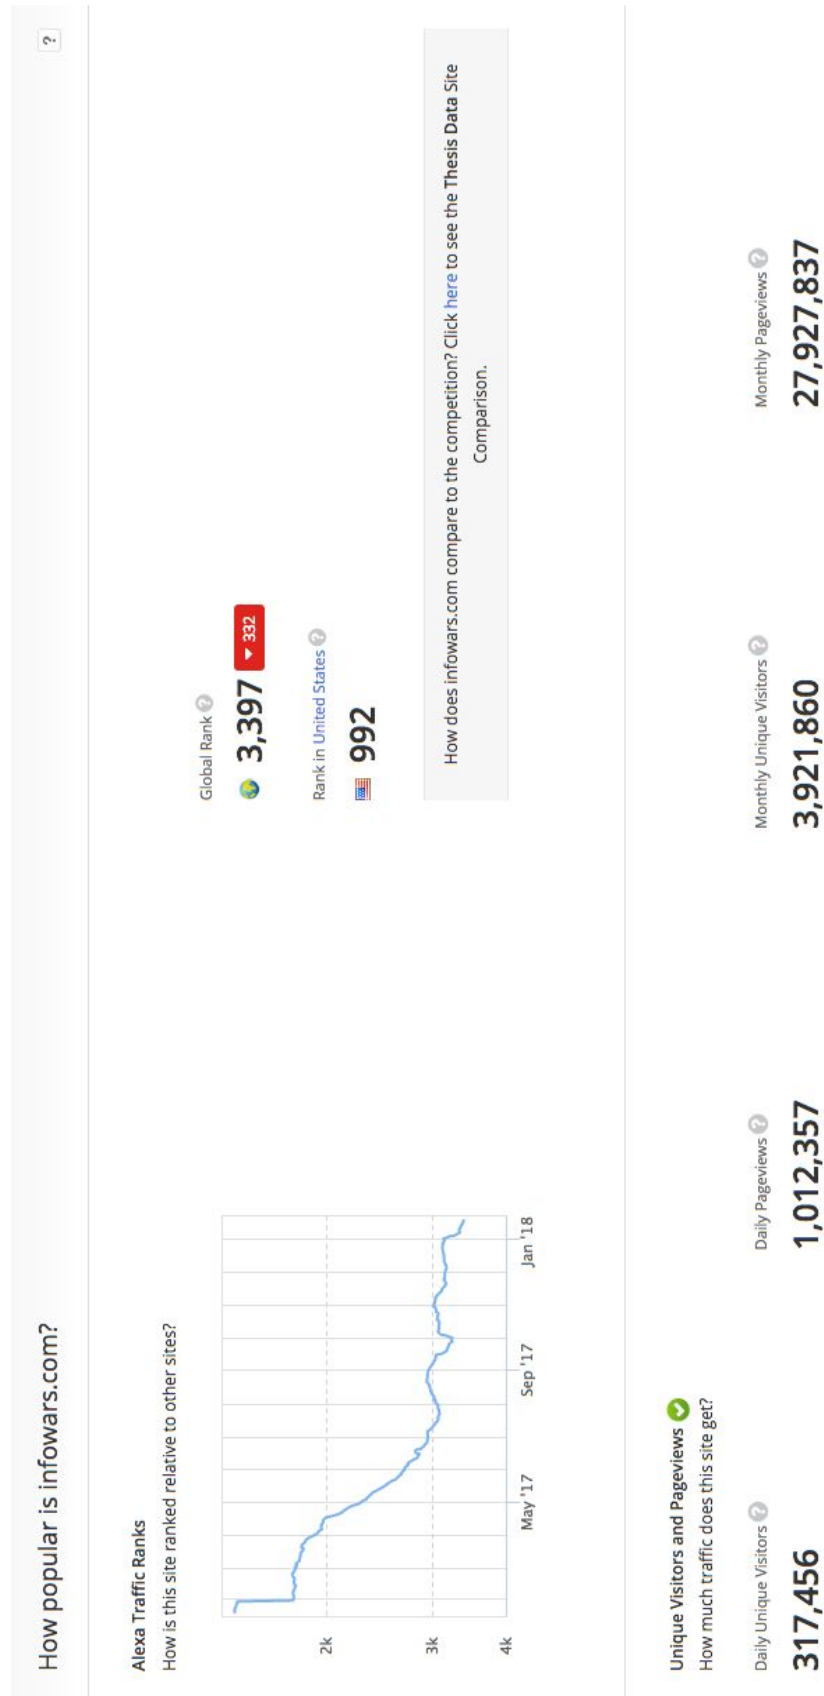 How popular is infowars.com?
?
Alexa Traffic Ranks
How is this site ranked relative to other sites?
2k
3k
4k
May '17
Sep '17
Jan '18
Global Rank ?
3,397 332
Rank in United States ?
992
How does infowars.com compare to the competition? Click here to see the Thesis Data Site
Comparison.
Unique Visitors and Pageviews
How much traffic does this site get?
Daily Unique Visitors ?
317,456
Daily Pageviews ?
1,012,357
Monthly Unique Visitors ?
3,921,860
Monthly Pageviews ?
27,927,837